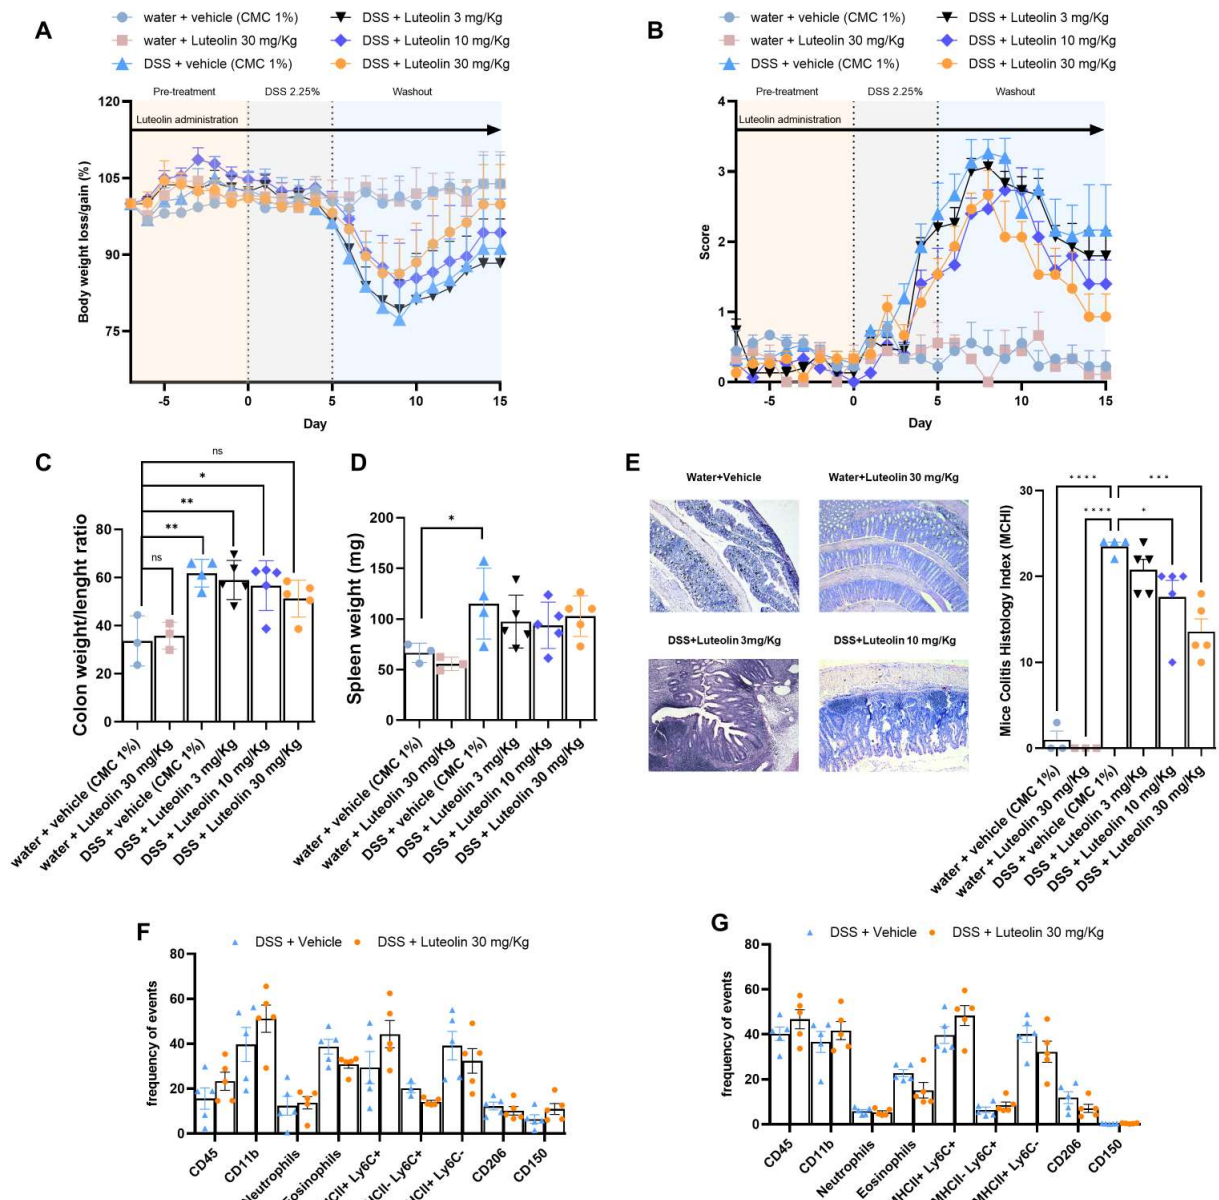 A
water + vehicle (CMC 1%)
water + Luteolin 30 mg/Kg
DSS + vehicle (CMC 1%)
DSS + Luteolin 3 mg/Kg
DSS + Luteolin 10 mg/Kg
DSS + Luteolin 30 mg/Kg
Pre-treatment
DSS 2.25%
Washout
Luteolin administration
Body weight loss/gain (%)
120
105
90
75
-5
0
5
10
15
Day
B
water + vehicle (CMC 1%)
water + Luteolin 30 mg/Kg
DSS + vehicle (CMC 1%)
DSS + Luteolin 3 mg/Kg
DSS + Luteolin 10 mg/Kg
DSS + Luteolin 30 mg/Kg
Pre-treatment
DSS 2.25%
Washout
Luteolin administration
Score
4
3
2
1
0
-5
0
5
10
15
Day
C
ns
*
**
**
ns
Colon weight/lenght ratio
80
60
40
20
0
water + vehicle (CMC 1%)
water + Luteolin 30 mg/Kg
DSS + vehicle (CMC 1%)
DSS + Luteolin 3 mg/Kg
DSS + Luteolin 10 mg/Kg
DSS + Luteolin 30 mg/Kg
D
*
Spleen weight (mg)
200
150
100
50
0
water + vehicle (CMC 1%)
water + Luteolin 30 mg/Kg
DSS + vehicle (CMC 1%)
DSS + Luteolin 3 mg/Kg
DSS + Luteolin 10 mg/Kg
DSS + Luteolin 30 mg/Kg
E
Water+Vehicle
Water+Luteolin 30 mg/Kg
DSS+Luteolin 3mg/Kg
DSS+Luteolin 10 mg/Kg
****
***
****
*
Mice Colitis Histology Index (MCHI)
30
20
10
0
water + vehicle (CMC 1%)
water + Luteolin 30 mg/Kg
DSS + vehicle (CMC 1%)
DSS + Luteolin 3 mg/Kg
DSS + Luteolin 10 mg/Kg
DSS + Luteolin 30 mg/Kg
F
DSS + Vehicle
DSS + Luteolin 30 mg/Kg
frequency of events
80
60
40
20
0
CD45
CD11b
Neutrophils
Eosinophils
MHCII+ Ly6C+
MHCII- Ly6C+
MHCII+ Ly6C-
CD206
CD150
G
DSS + Vehicle
DSS + Luteolin 30 mg/Kg
frequency of events
80
60
40
20
0
CD45
CD11b
Neutrophils
Eosinophils
MHCII+ Ly6C+
MHCII- Ly6C+
MHCII+ Ly6C-
CD206
CD150